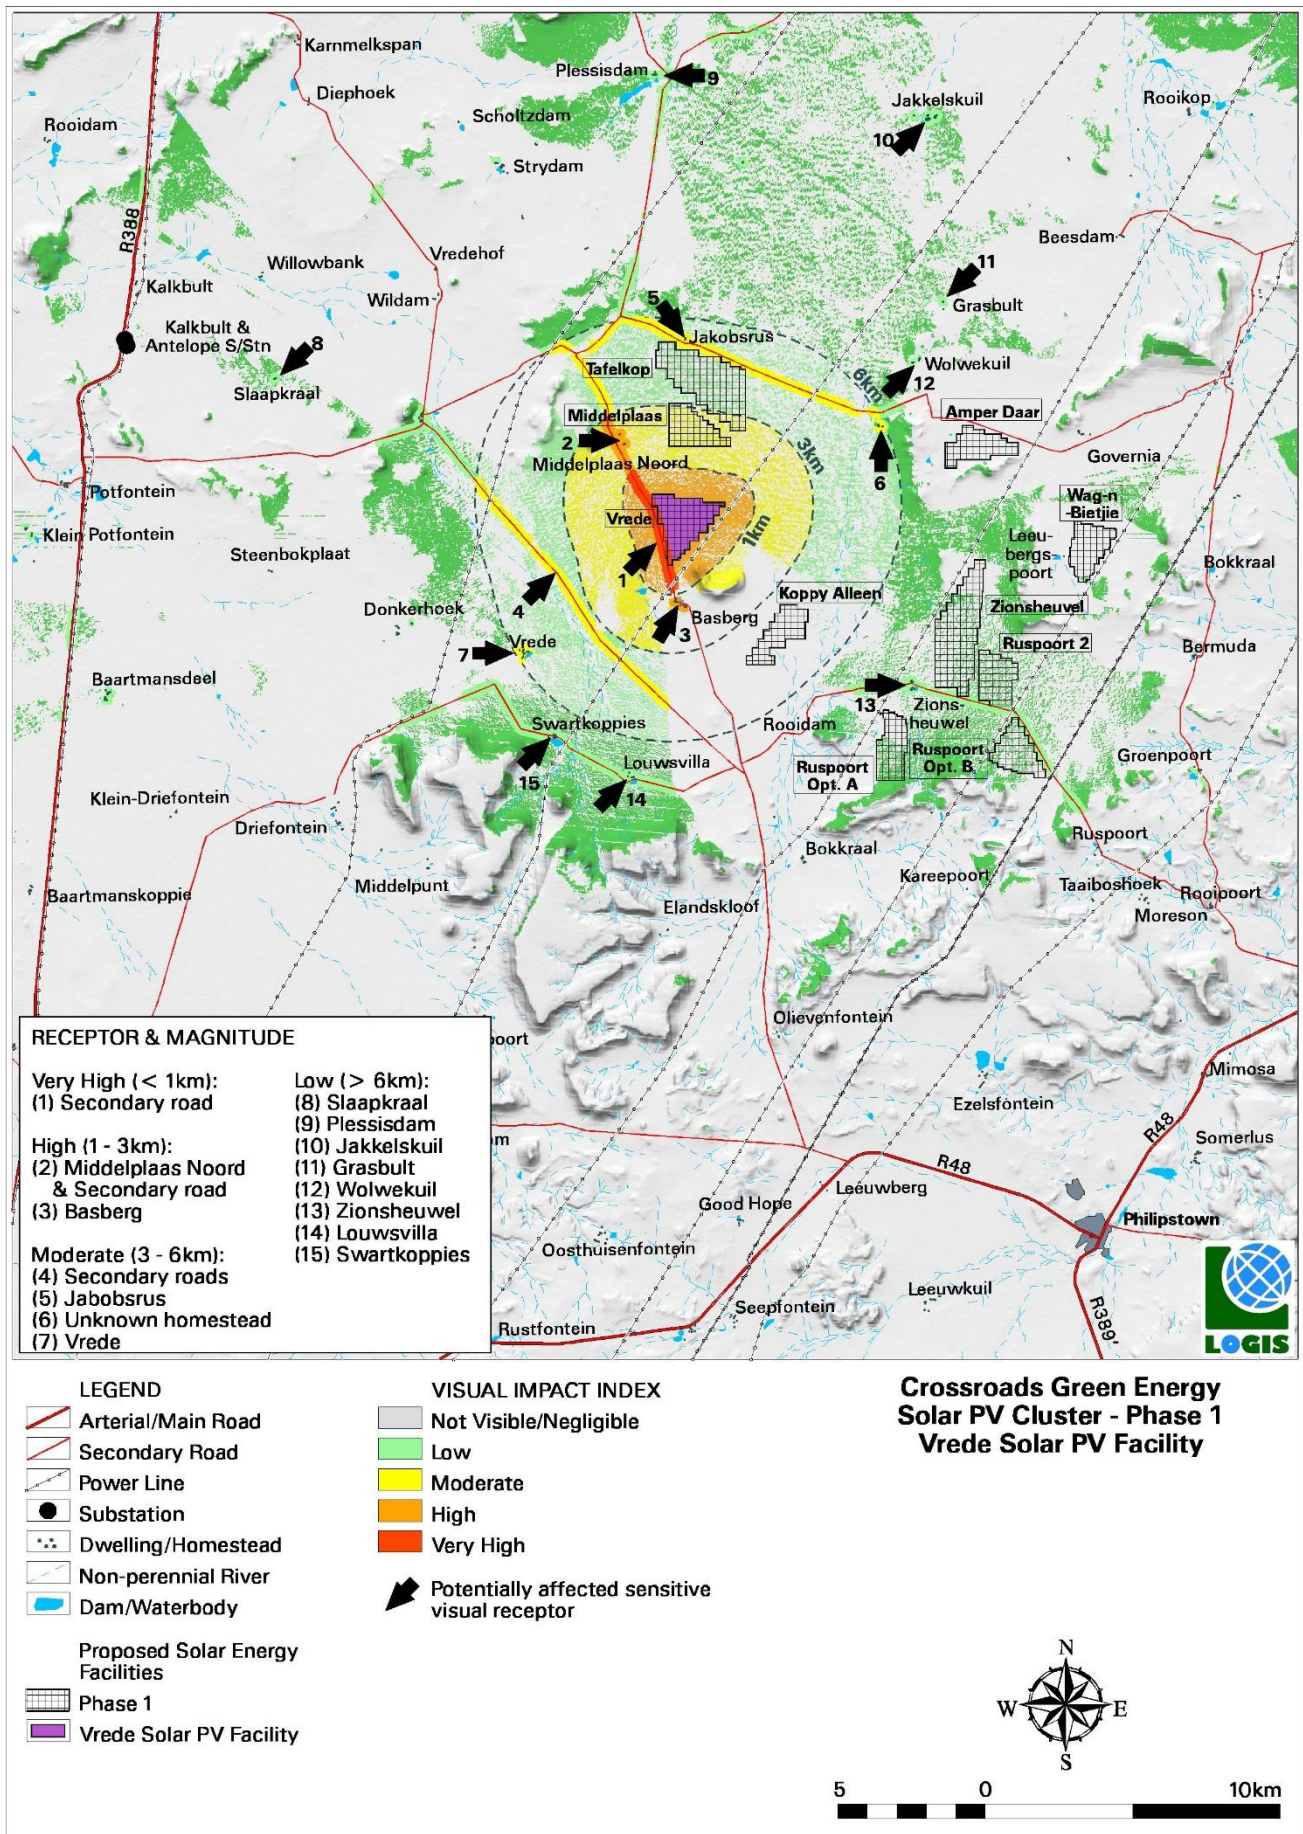 Karnmelkspan
Plessisdam
9
Diephoek
Jakkelskuil
Rooikop
Scholtzdam
Rooidam
10
Strydam
R388
Beesdam
Vredehof
11
Willowbank
Kalkbult
Wildam
Grasbult
5
Kalkbult &
Antelope S/Stn
8
Jakobsrus
Slaapkraal
Tafelkop
6km
Wolwekuil
12
Middelplaas
Amper Daar
2
Middelplaas Noord
3km
Governia
6
Potfontein
Wag-n
-Bietjie
Vrede
1km
Klein Potfontein
Leeu-
bergs-
poort
Steenbokplaat
Bokkraal
1
Koppy Alleen
Zionsheuvel
4
Donkerhoek
Basberg
3
Vrede
Ruspoort 2
7
Bermuda
Baartmansdeel
13
Zions-
heuwel
Swartkoppies
Rooidam
Ruspoort
Opt. B
Louwsvilla
Groenpoort
Ruspoort
Opt. A
15
14
Klein-Driefontein
Driefontein
Ruspoort
Bokkraal
Middelpunt
Kareepoort
Taaiboshoek
Rooipoort
Baartmanskoppie
Elandskloof
Moreson
Olievenfontein
poort
Mimosa
Ezelsfontein
R48
Somerlus
om
R48
Leeuwberg
Good Hope
Philipstown
Oosthuisenfontein
Leeuwkuil
Seepfontein
R389'
Rustfontein
LOGIS
RECEPTOR & MAGNITUDE
Very High (< 1km):
(1) Secondary road
High (1 - 3km):
(2) Middelplaas Noord
& Secondary road
(3) Basberg
Moderate (3 - 6km):
(4) Secondary roads
(5) Jabobsrus
(6) Unknown homestead
(7) Vrede
Low (> 6km):
(8) Slaapkraal
(9) Plessisdam
(10) Jakkelskuil
(11) Grasbult
(12) Wolwekuil
(13) Zionsheuwel
(14) Louwsvilla
(15) Swartkoppies
LEGEND
Arterial/Main Road
Secondary Road
Power Line
Substation
Dwelling/Homestead
Non-perennial River
Dam/Waterbody
Proposed Solar Energy
Facilities
Phase 1
Vrede Solar PV Facility
VISUAL IMPACT INDEX
Not Visible/Negligible
Low
Moderate
High
Very High
Potentially affected sensitive
visual receptor
Crossroads Green Energy
Solar PV Cluster - Phase 1
Vrede Solar PV Facility
N
W E
S
5 0 10km